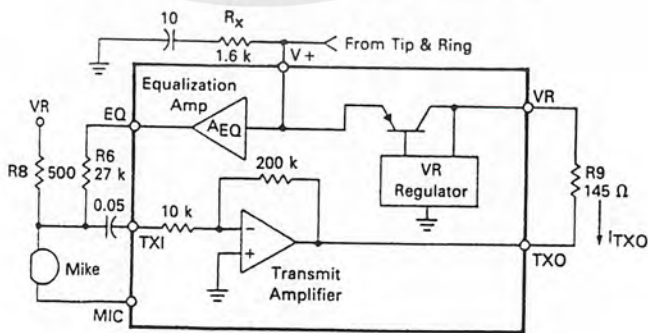 10
Rx
1.6 k
From Tip & Ring
V+
Equalization
Amp
VR
EQ
AEQ
VR
R8
500
R6
27 k
0.05
200 k
VR
Regulator
R9
145 Ω
10 k
TXI
−
+
ITXO
Mike
Transmit
Amplifier
TXO
MIC